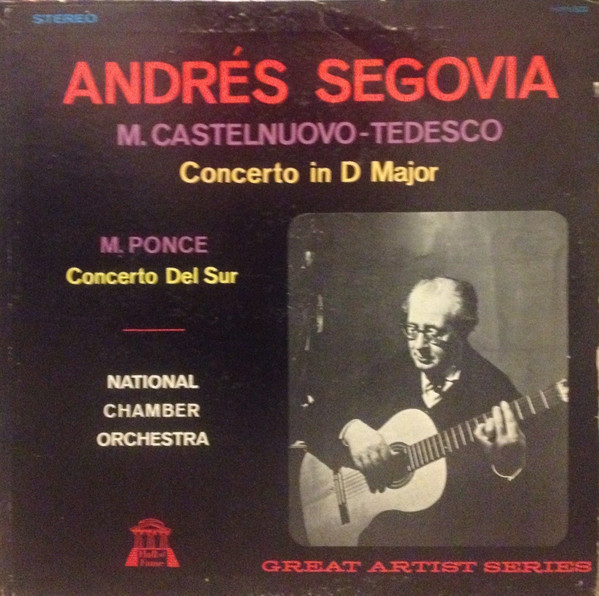 STEREO
ANDRÉS SEGOVIA
M. CASTELNUOVO-TEDESCO
Concerto in D Major
M. PONCE
Concerto Del Sur
NATIONAL
CHAMBER
ORCHESTRA
Hall of
Fame
GREAT ARTIST SERIES